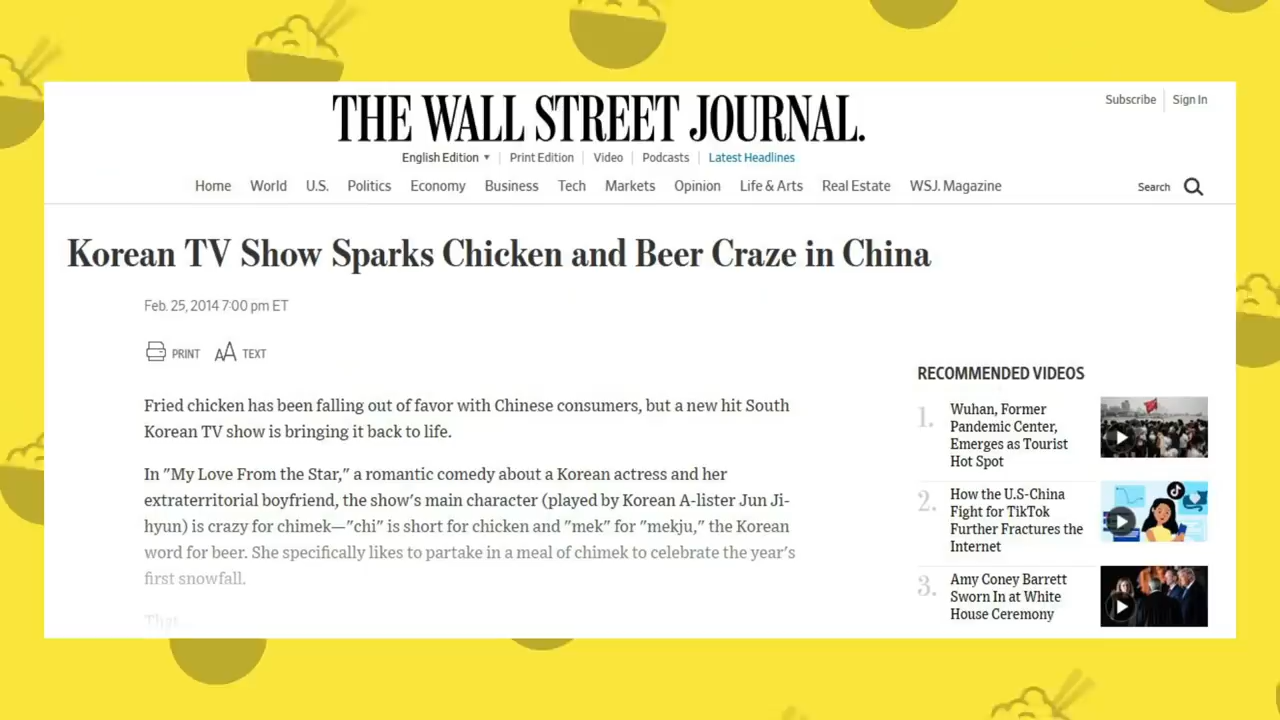 THE WALL STREET JOURNAL.
Subscribe Sign In
English Edition Print Edition Video Podcasts Latest Headlines
Home World U.S. Politics Economy Business Tech Markets Opinion Life & Arts Real Estate WSJ. Magazine
Search
Korean TV Show Sparks Chicken and Beer Craze in China
Feb. 25, 2014 7:00 pm ET
PRINT TEXT
Fried chicken has been falling out of favor with Chinese consumers, but a new hit South
Korean TV show is bringing it back to life.
In "My Love From the Star," a romantic comedy about a Korean actress and her
extraterritorial boyfriend, the show's main character (played by Korean A-lister Jun Ji-
hyun) is crazy for chimek—"chi" is short for chicken and "mek" for "mekju," the Korean
word for beer. She specifically likes to partake in a meal of chimek to celebrate the year's
first snowfall.
That
RECOMMENDED VIDEOS
1. Wuhan, Former
Pandemic Center,
Emerges as Tourist
Hot Spot
2. How the U.S-China
Fight for TikTok
Further Fractures the
Internet
3. Amy Coney Barrett
Sworn In at White
House Ceremony